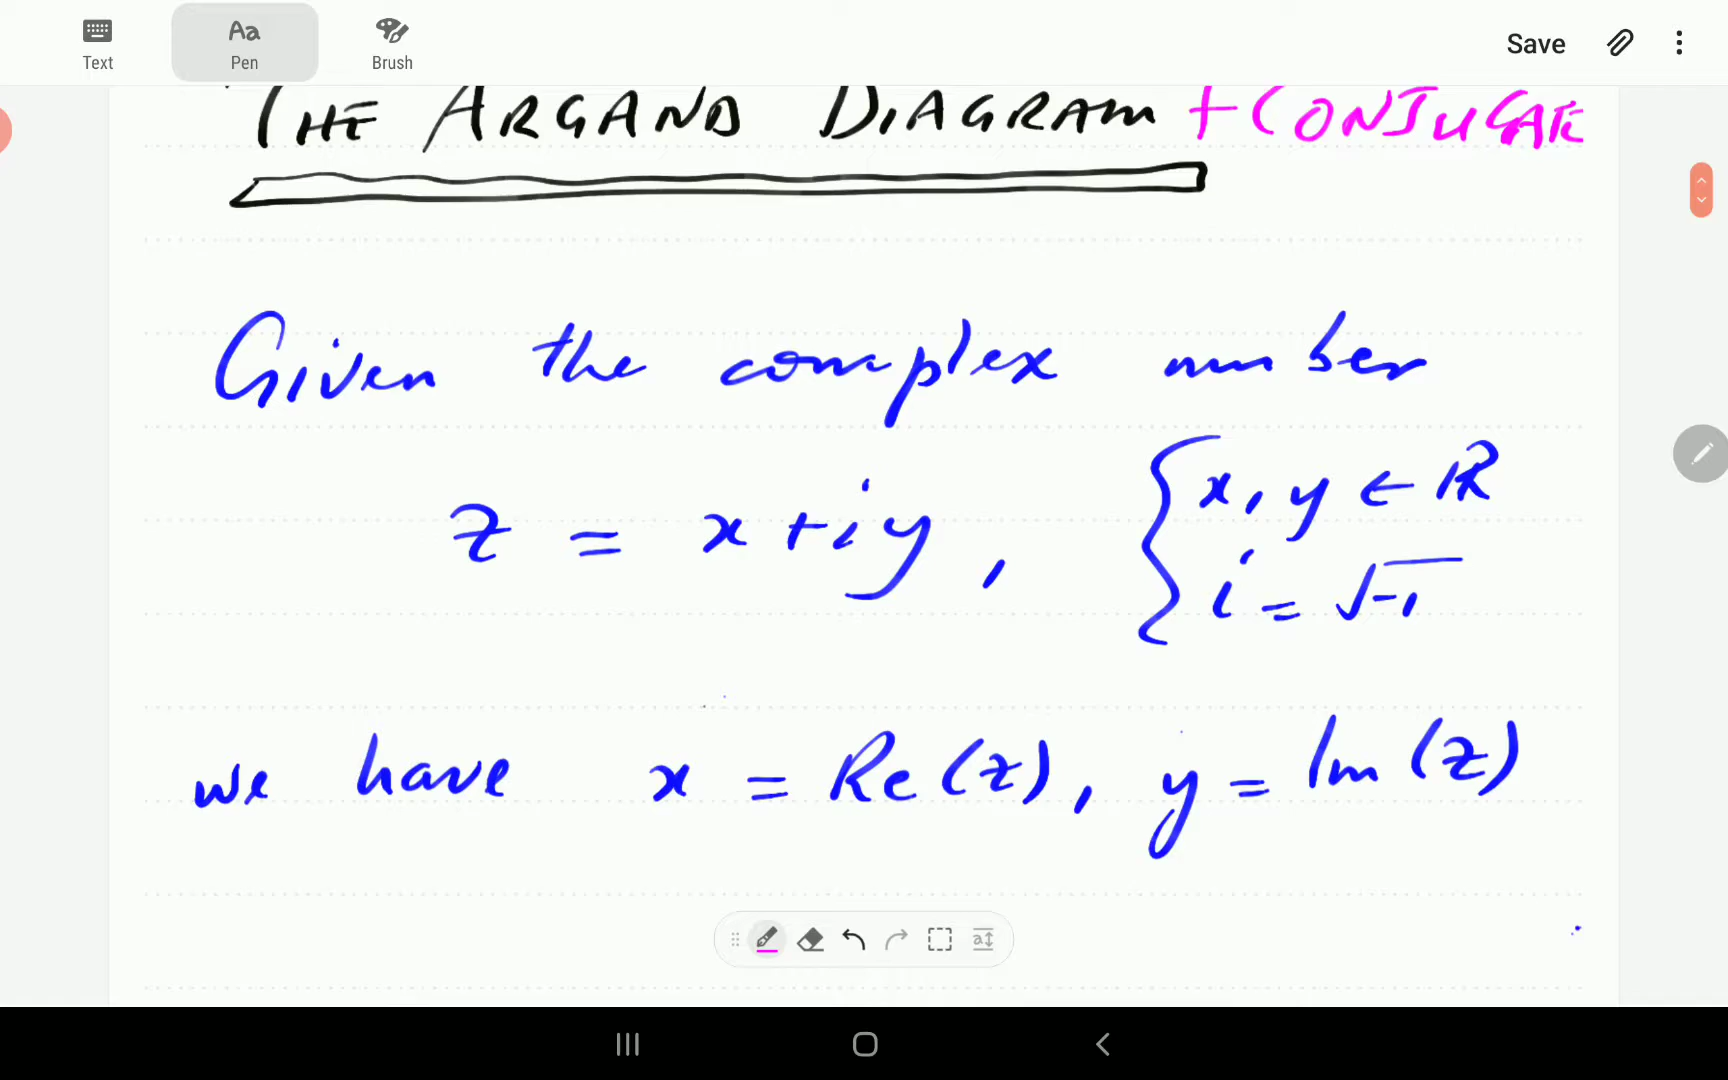 Text Pen Brush Save
THE ARGAND DIAGRAM + CONJUGATE
Given the complex number
z = x + iy, { x, y ∈ ℝ
i = √-1
we have x = Re(z), y = Im(z)